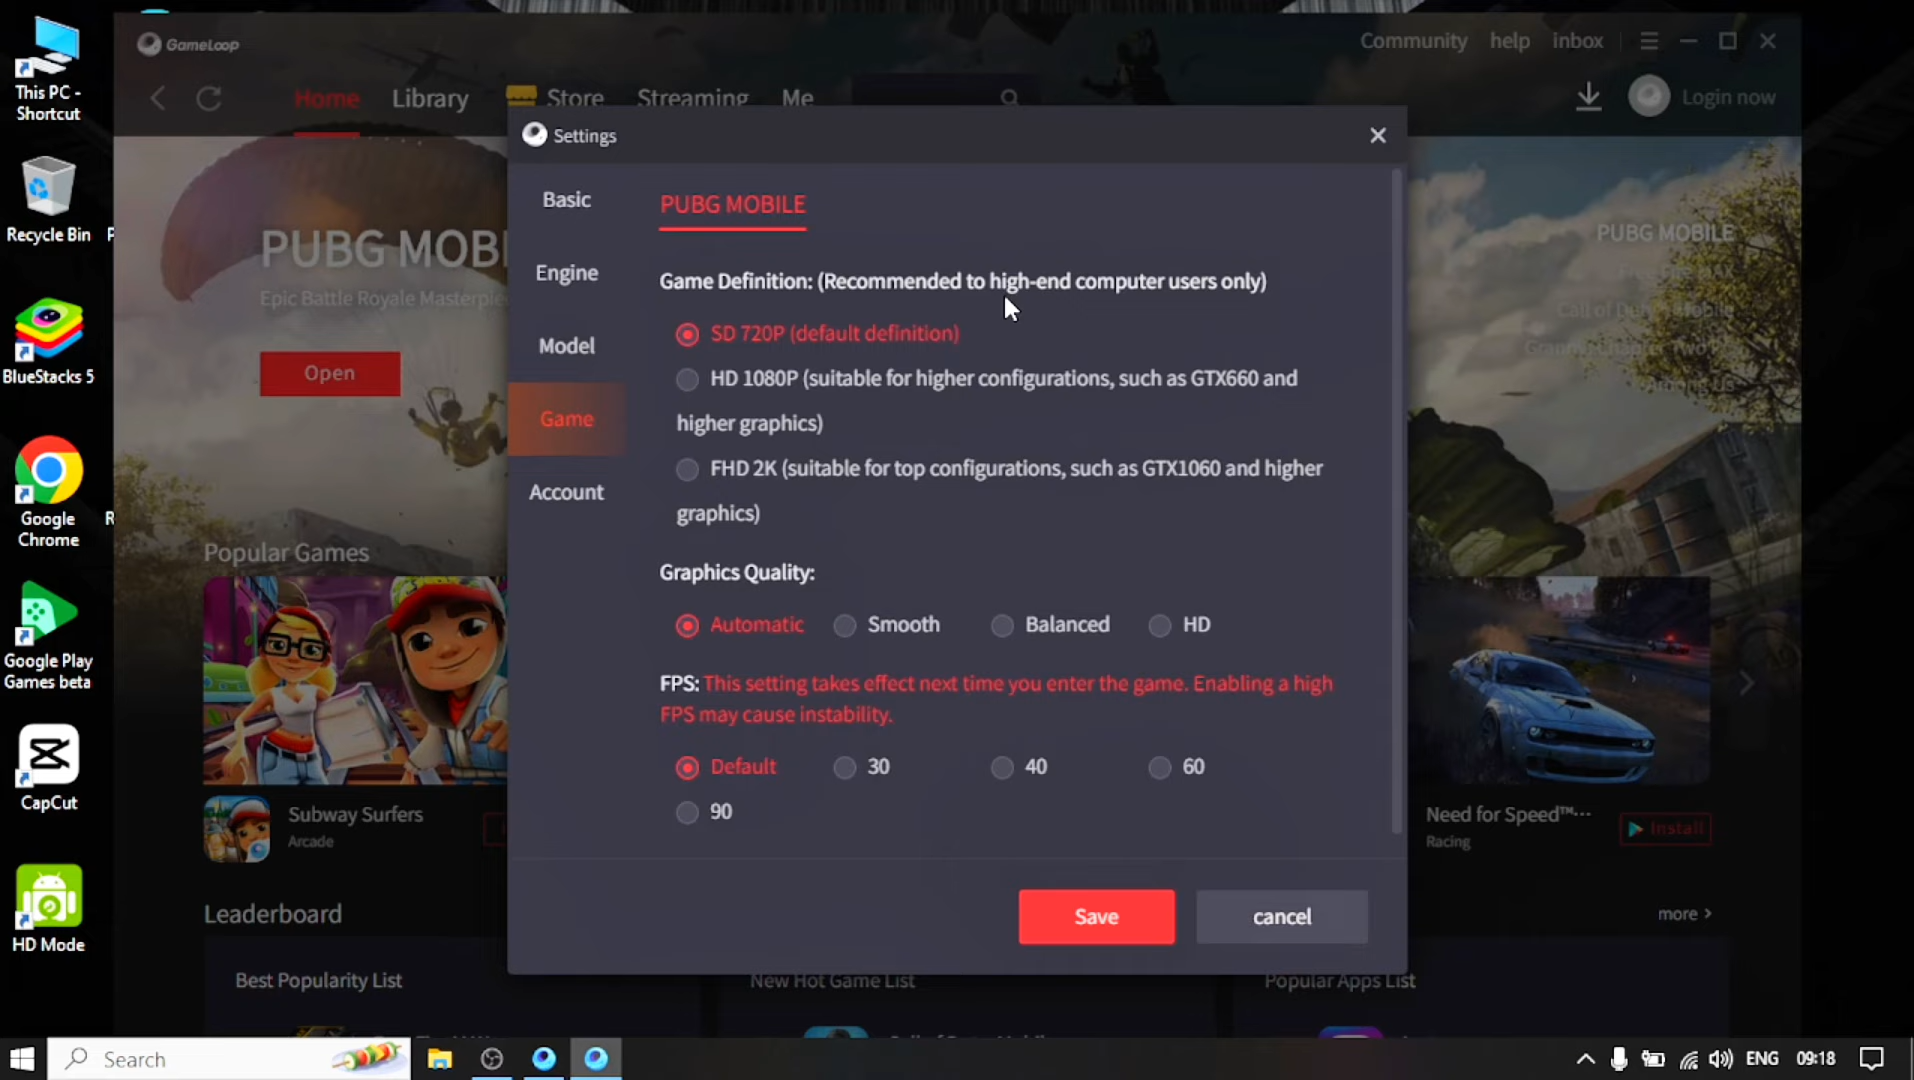 This PC -
Shortcut
Recycle Bin
BlueStacks 5
Google
Chrome
Google Play
Games beta
CapCut
HD Mode
GameLoop
Community help inbox
Home Library Store Streaming Me
Login now
PUBG MOBI
Epic Battle Royale Masterpie
Open
Popular Games
Subway Surfers
Arcade
Leaderboard
Best Popularity List
New Hot Game List
Popular Apps List
more >
PUBG MOBILE
Need for Speed™···
Racing
Install
Settings
Basic
Engine
Model
Game
Account
PUBG MOBILE
Game Definition: (Recommended to high-end computer users only)
SD 720P (default definition)
HD 1080P (suitable for higher configurations, such as GTX660 and
higher graphics)
FHD 2K (suitable for top configurations, such as GTX1060 and higher
graphics)
Graphics Quality:
Automatic Smooth Balanced HD
FPS: This setting takes effect next time you enter the game. Enabling a high
FPS may cause instability.
Default 30 40 60
90
Save cancel
Search
ENG 09:18